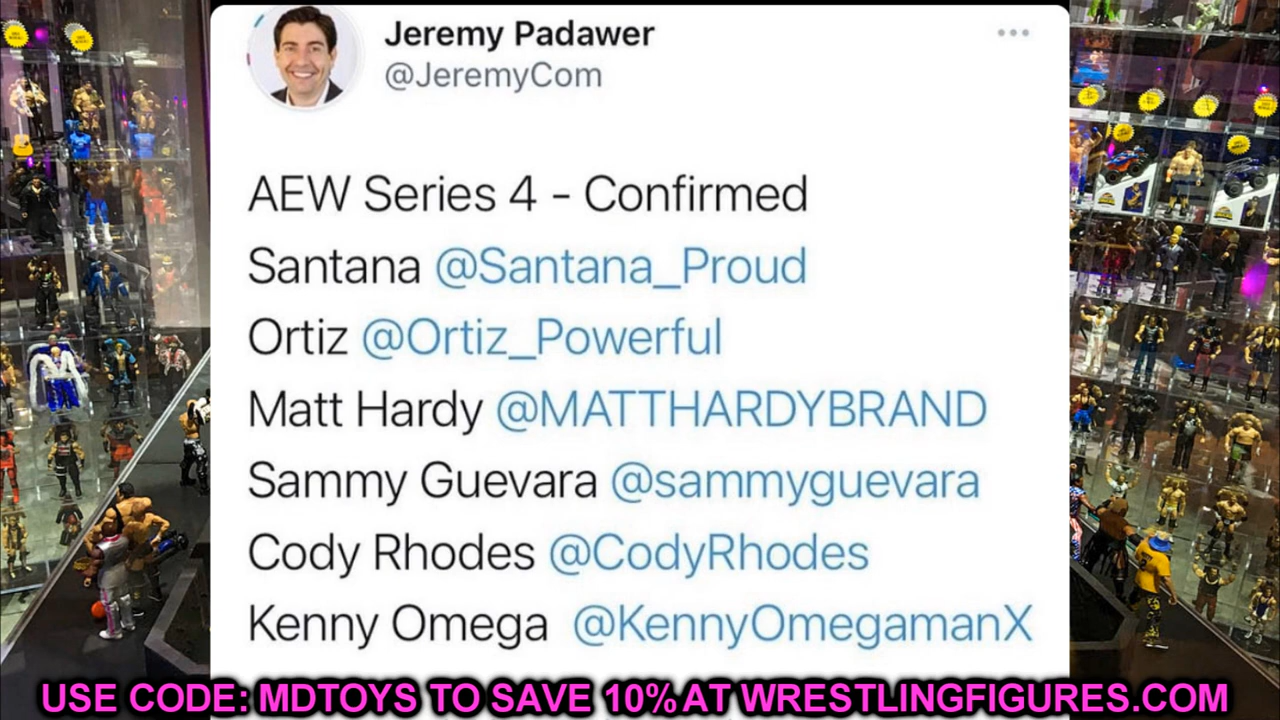 Jeremy Padawer
@JeremyCom
AEW Series 4 - Confirmed
Santana @Santana_Proud
Ortiz @Ortiz_Powerful
Matt Hardy @MATTHARDYBRAND
Sammy Guevara @sammyguevara
Cody Rhodes @CodyRhodes
Kenny Omega @KennyOmegamanX
USE CODE: MDTOYS TO SAVE 10% AT WRESTLINGFIGURES.COM